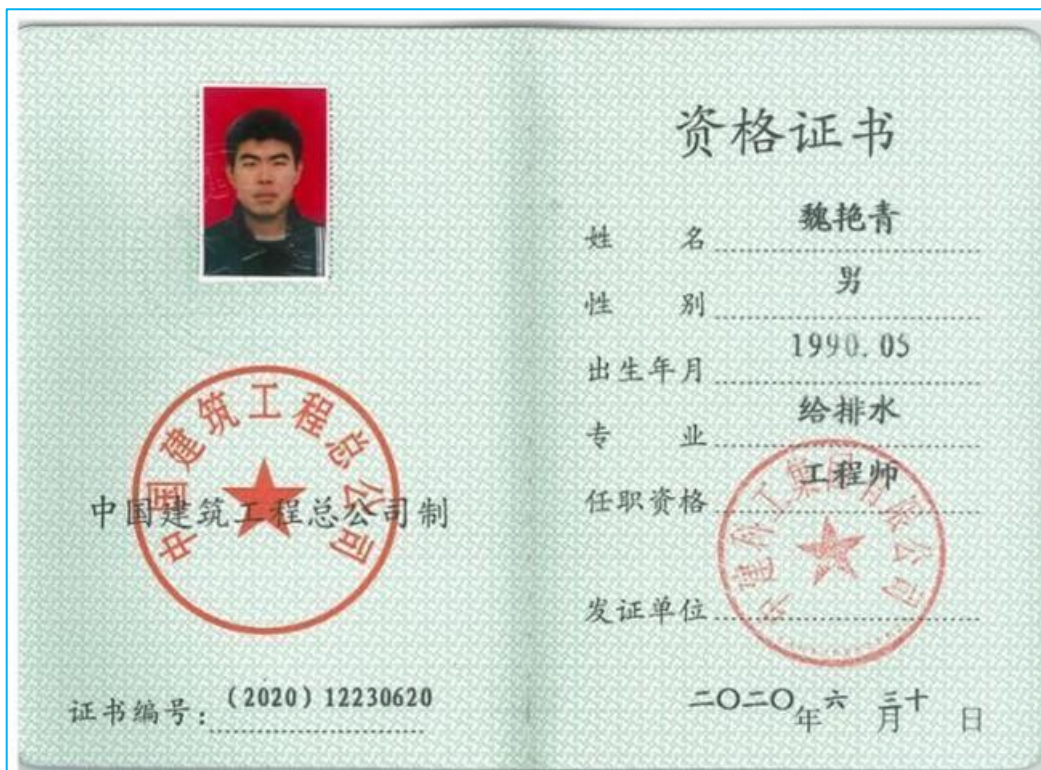 中国建筑工程总公司
中国建筑工程总公司制
证书编号：(2020) 12230620
资格证书
姓 名 魏艳青
性 别 男
出生年月 1990.05
专 业 给排水
任职资格 工程师
发证单位
二〇二〇年六月三十日